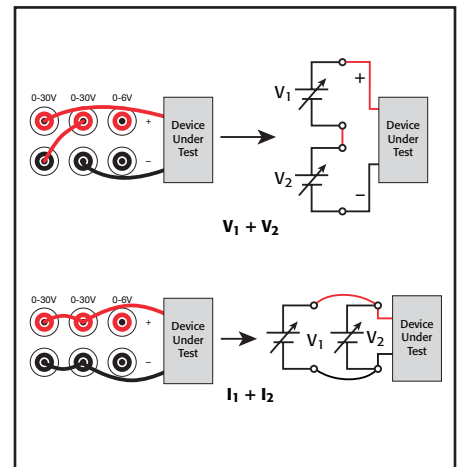 0-30V 0-30V 0-6V
+
−
Device
Under
Test
V1
+
V2
−
Device
Under
Test
V1 + V2
0-30V 0-30V 0-6V
+
−
Device
Under
Test
V1 V2
Device
Under
Test
I1 + I2